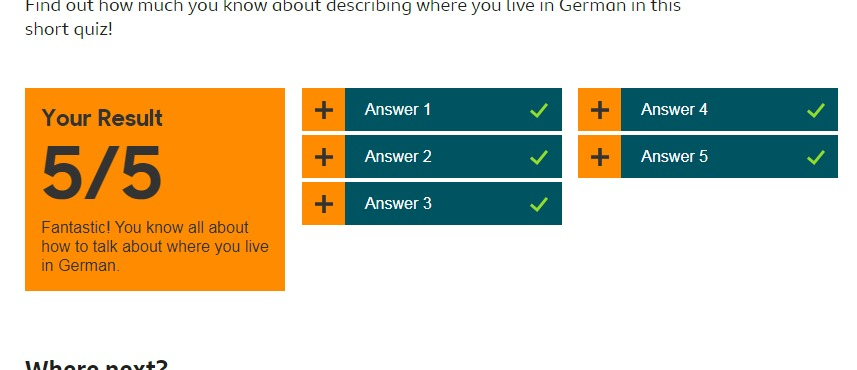 Find out how much you know about describing where you live in German in this
short quiz!
Your Result
5/5
Fantastic! You know all about
how to talk about where you live
in German.
Answer 1
Answer 2
Answer 3
Answer 4
Answer 5
Where next?